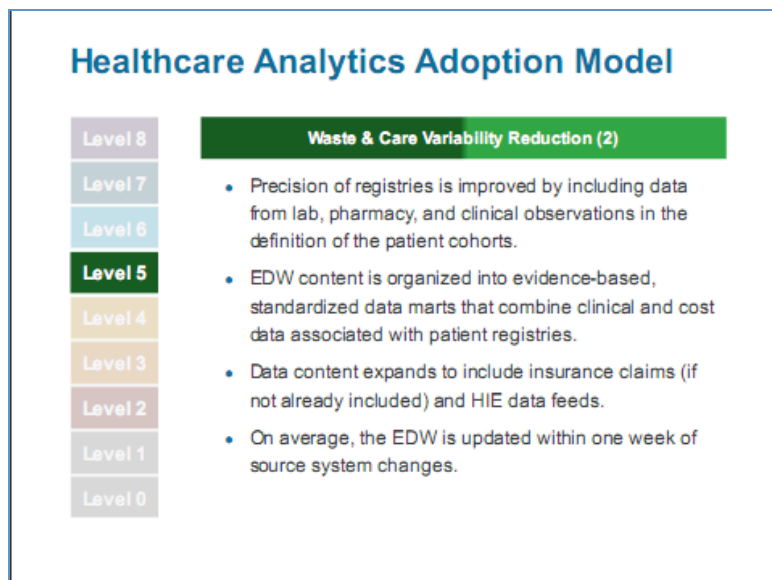 Healthcare Analytics Adoption Model
Level 8
Level 7
Level 6
Level 5
Level 4
Level 3
Level 2
Level 1
Level 0
Waste & Care Variability Reduction (2)
• Precision of registries is improved by including data
from lab, pharmacy, and clinical observations in the
definition of the patient cohorts.
• EDW content is organized into evidence-based,
standardized data marts that combine clinical and cost
data associated with patient registries.
• Data content expands to include insurance claims (if
not already included) and HIE data feeds.
• On average, the EDW is updated within one week of
source system changes.